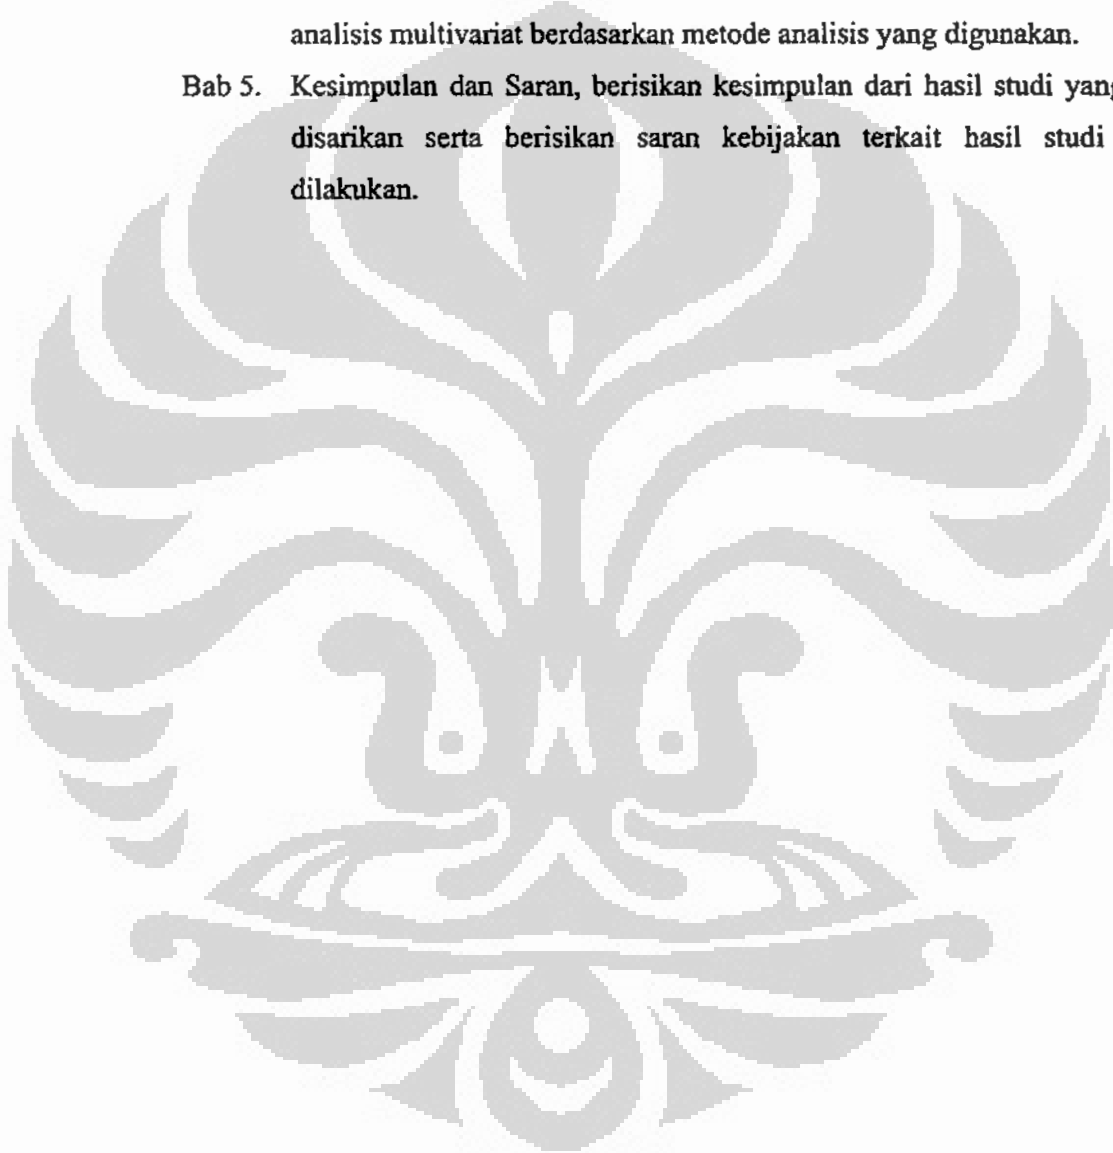 analisis multivariat berdasarkan metode analisis yang digunakan.
Bab 5. Kesimpulan dan Saran, berisikan kesimpulan dari hasil studi yang
disarikan serta berisikan saran kebijakan terkait hasil studi
dilakukan.